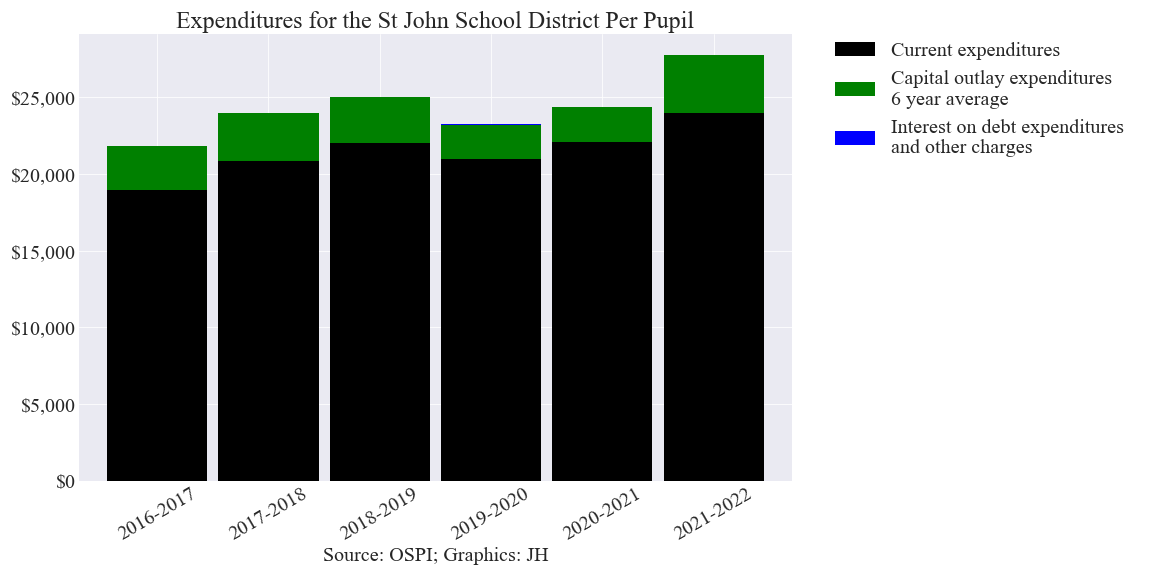 Expenditures for the St John School District Per Pupil
Current expenditures
Capital outlay expenditures
6 year average
Interest on debt expenditures
and other charges
$25,000
$20,000
$15,000
$10,000
$5,000
$0
2016-2017
2017-2018
2018-2019
2019-2020
2020-2021
2021-2022
Source: OSPI; Graphics: JH